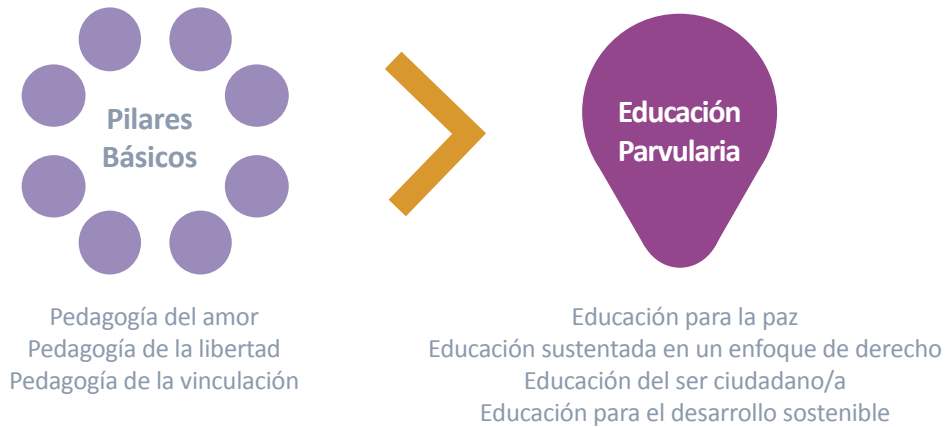 Pilares
Básicos
Educación
Parvularia
Pedagogía del amor
Pedagogía de la libertad
Pedagogía de la vinculación
Educación para la paz
Educación sustentada en un enfoque de derecho
Educación del ser ciudadano/a
Educación para el desarrollo sostenible